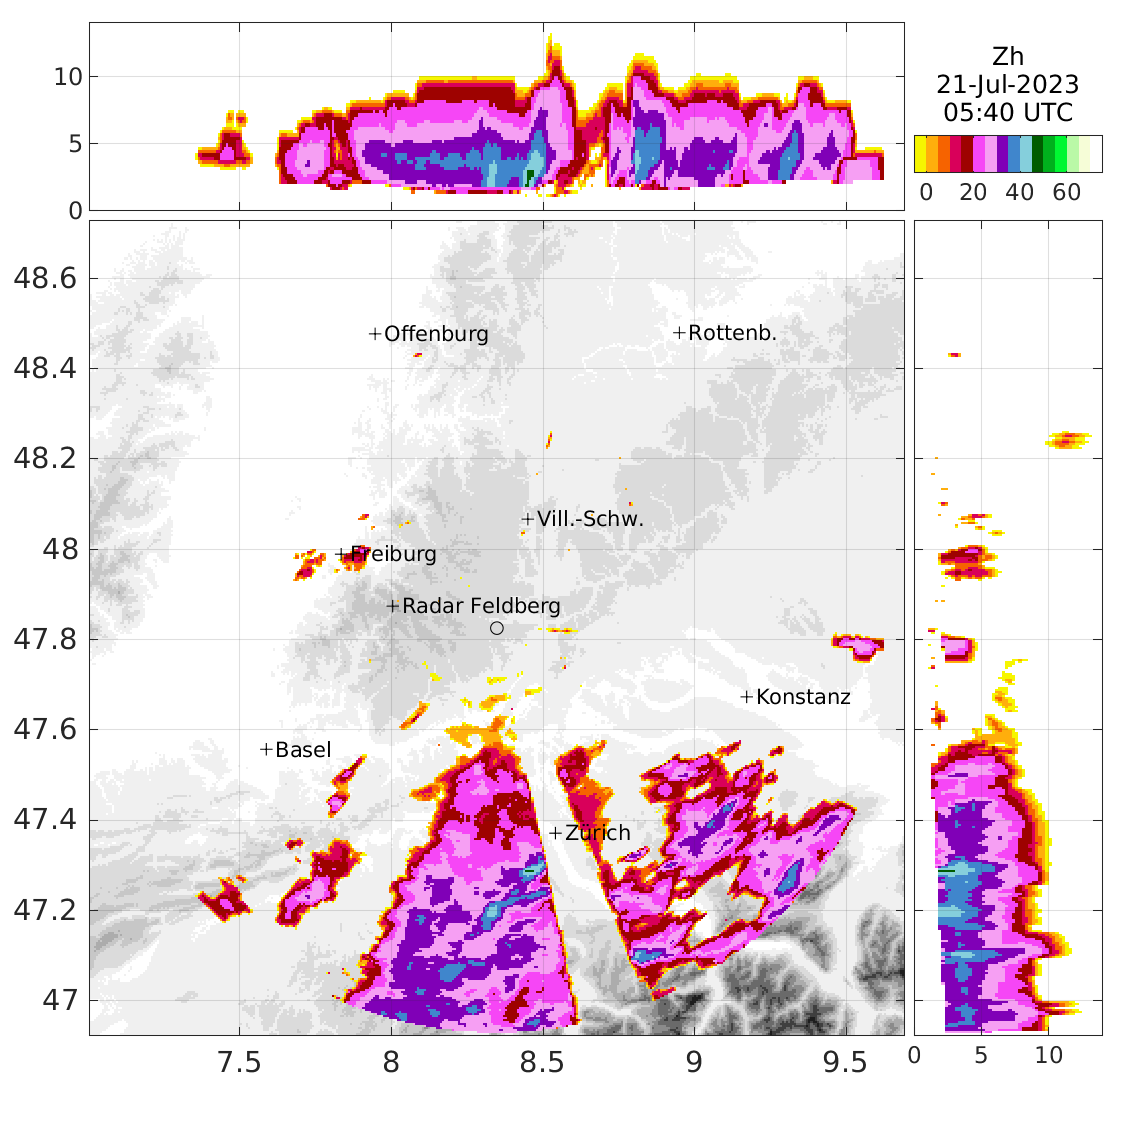 10
5
0
Zh
21-Jul-2023
05:40 UTC
0 20 40 60
48.6
48.4
48.2
48
47.8
47.6
47.4
47.2
47
Offenburg
Rottenb.
Vill.-Schw.
Freiburg
Radar Feldberg
Konstanz
Basel
Zürich
7.5 8 8.5 9 9.5
0 5 10